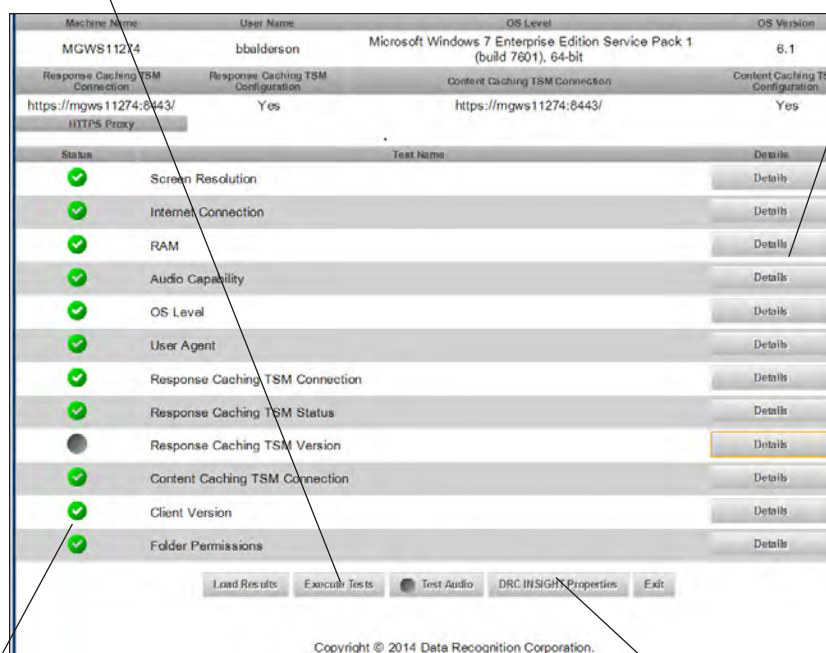 Machine Name User Name OS Level OS Version
MGWS11274 bbalderson Microsoft Windows 7 Enterprise Edition Service Pack 1 (build 7601), 64-bit 6.1
Response Caching TSM Connection Response Caching TSM Configuration Content Caching TSM Connection Content Caching TS Configuration
https://mgws11274:8443/ Yes https://mgws11274:8443/ Yes
HTTPS Proxy
Status Test Name Details
Screen Resolution Details
Internet Connection Details
RAM Details
Audio Capability Details
OS Level Details
User Agent Details
Response Caching TSM Connection Details
Response Caching TSM Status Details
Response Caching TSM Version Details
Content Caching TSM Connection Details
Client Version Details
Folder Permissions Details
Load Results Execute Tests Test Audio DRC INSIGHT Properties Exit
Copyright © 2014 Data Recognition Corporation.